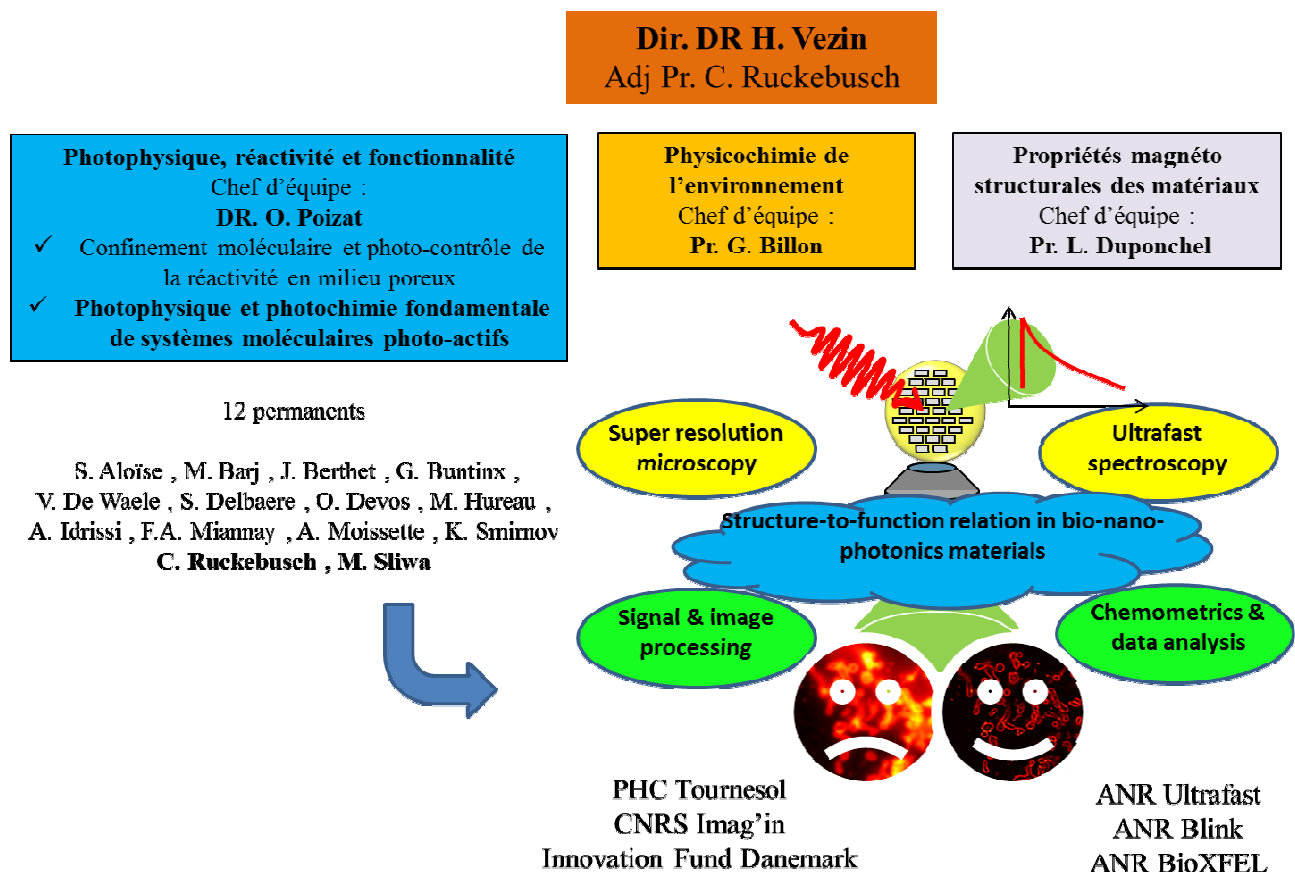 Dir. DR H. Vezin
Adj Pr. C. Ruckebusch
Photophysique, réactivité et fonctionnalité
Chef d'équipe :
DR. O. Poizat
✓ Confinement moléculaire et photo-contrôle de
la réactivité en milieu poreux
✓ Photophysique et photochimie fondamentale
de systèmes moléculaires photo-actifs
Physicochimie de
l'environnement
Chef d'équipe :
Pr. G. Billon
Propriétés magnéto
structurales des matériaux
Chef d'équipe :
Pr. L. Duponchel
12 permanents
S. Aloïse , M. Barj , J. Berthet , G. Buntinx ,
V. De Waele , S. Delbaere , O. Devos , M. Hureau ,
A. Idrissi , F.A. Miannay , A. Moissette , K. Smirnov
C. Ruckebusch , M. Sliwa
Super resolution
microscopy
Ultrafast
spectroscopy
Structure-to-function relation in bio-nano-
photonics materials
Signal & image
processing
Chemometrics &
data analysis
PHC Tournesol
CNRS Imag'in
Innovation Fund Danemark
ANR Ultrafast
ANR Blink
ANR BioXFEL